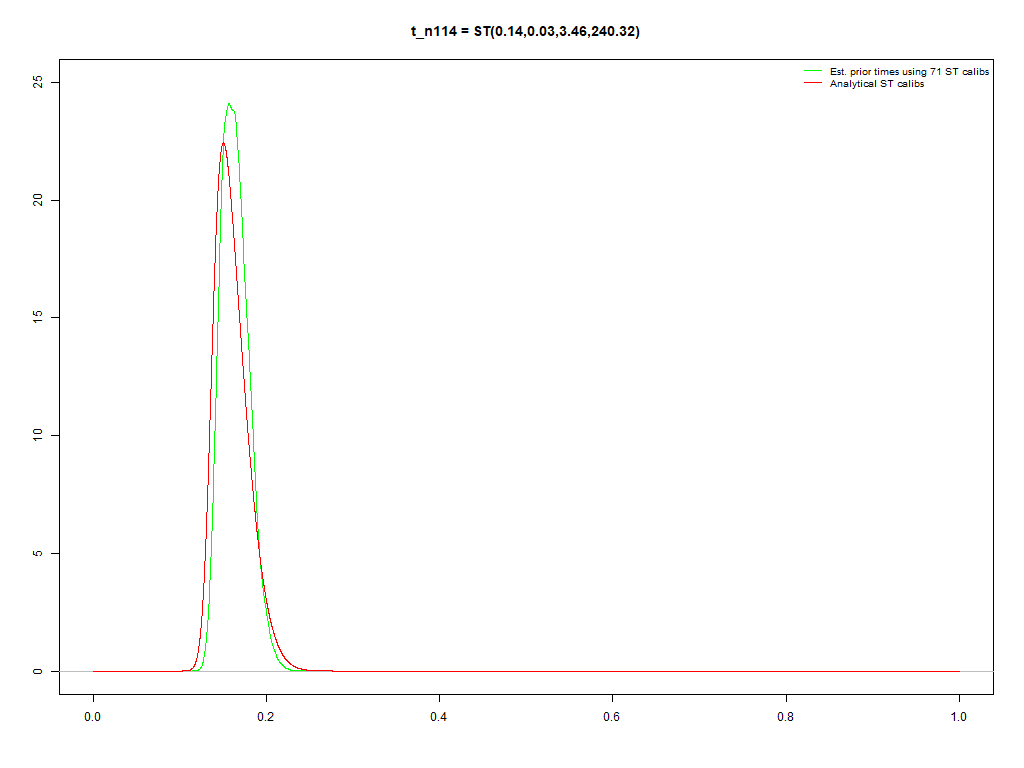 t_n114 = ST(0.14,0.03,3.46,240.32)
Est. prior times using 71 ST calibs
Analytical ST calibs
25
20
15
10
5
0
0.0 0.2 0.4 0.6 0.8 1.0